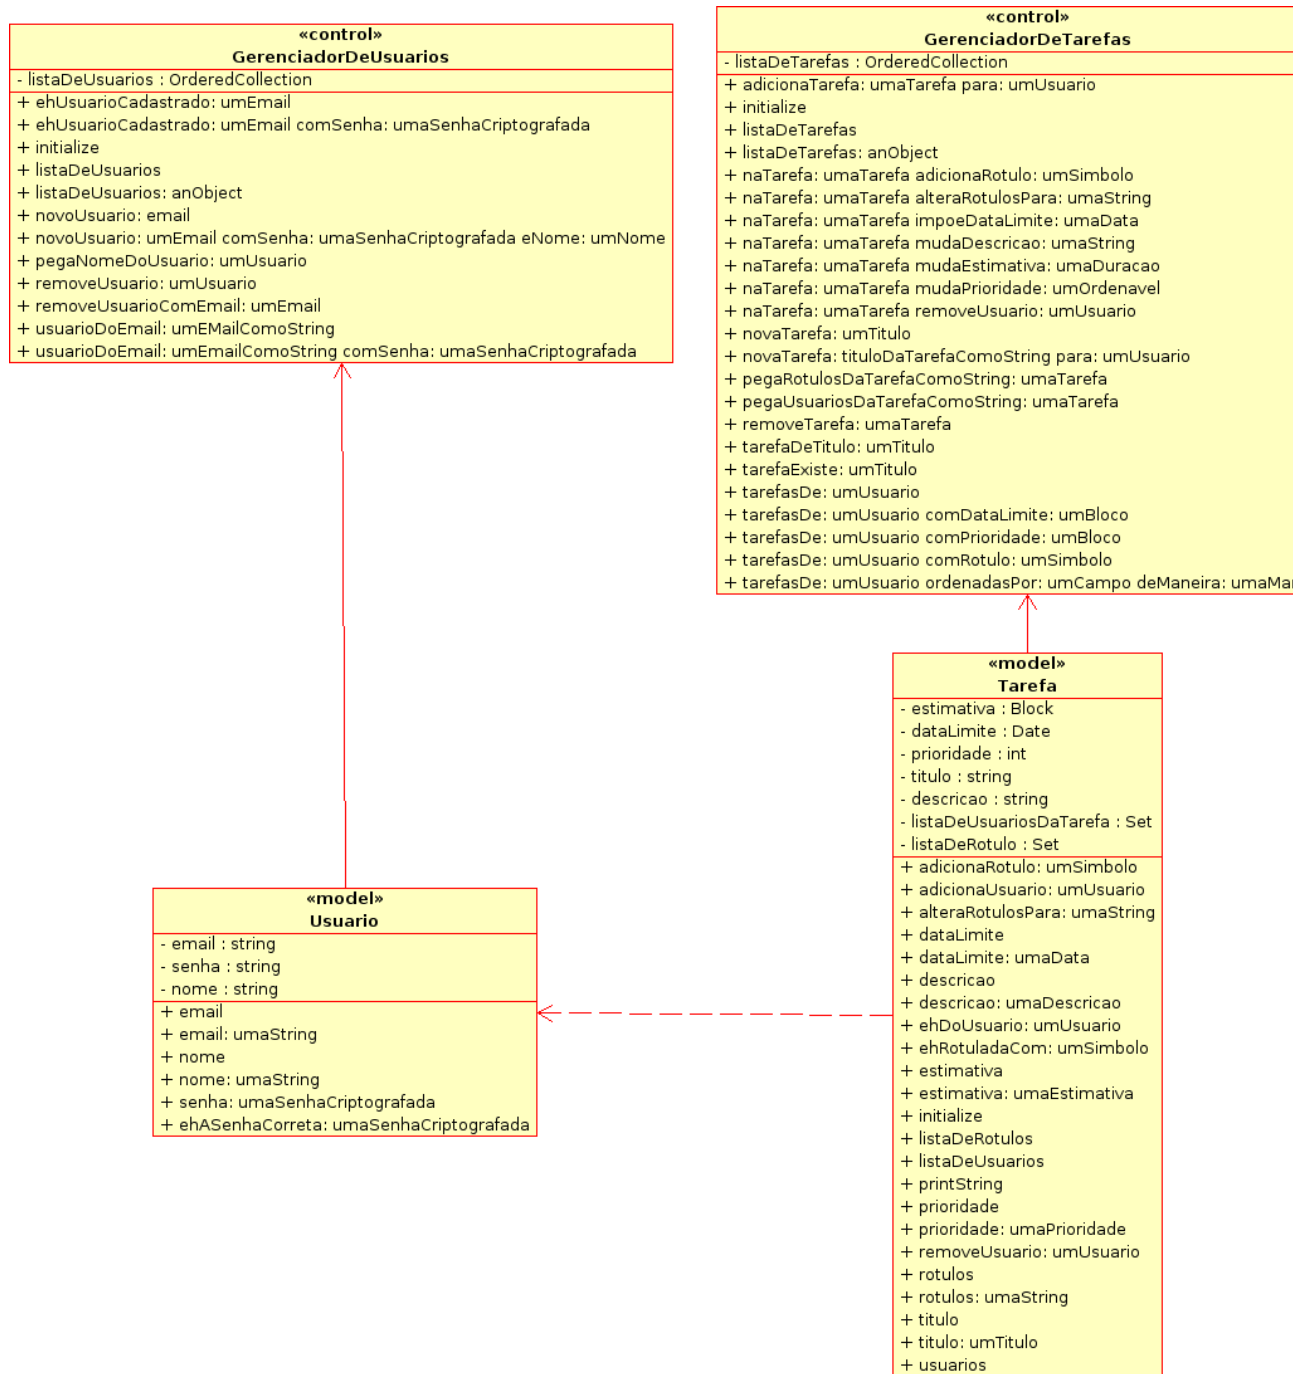 «control»
GerenciadorDeUsuarios
- listaDeUsuarios : OrderedCollection
+ ehUsuarioCadastrado: umEmail
+ ehUsuarioCadastrado: umEmail comSenha: umaSenhaCriptografada
+ initialize
+ listaDeUsuarios
+ listaDeUsuarios: anObject
+ novoUsuario: email
+ novoUsuario: umEmail comSenha: umaSenhaCriptografada eNome: umNome
+ pegaNomeDoUsuario: umUsuario
+ removeUsuario: umUsuario
+ removeUsuarioComEmail: umEmail
+ usuarioDoEmail: umEMailComoString
+ usuarioDoEmail: umEmailComoString comSenha: umaSenhaCriptografada
«control»
GerenciadorDeTarefas
- listaDeTarefas : OrderedCollection
+ adicionaTarefa: umaTarefa para: umUsuario
+ initialize
+ listaDeTarefas
+ listaDeTarefas: anObject
+ naTarefa: umaTarefa adicionaRotulo: umSimbolo
+ naTarefa: umaTarefa alteraRotulosPara: umaString
+ naTarefa: umaTarefa impoeDataLimite: umaData
+ naTarefa: umaTarefa mudaDescricao: umaString
+ naTarefa: umaTarefa mudaEstimativa: umaDuracao
+ naTarefa: umaTarefa mudaPrioridade: umOrdenavel
+ naTarefa: umaTarefa removeUsuario: umUsuario
+ novaTarefa: umTitulo
+ novaTarefa: tituloDaTarefaComoString para: umUsuario
+ pegaRotulosDaTarefaComoString: umaTarefa
+ pegaUsuariosDaTarefaComoString: umaTarefa
+ removeTarefa: umaTarefa
+ tarefaDeTitulo: umTitulo
+ tarefaExiste: umTitulo
+ tarefasDe: umUsuario
+ tarefasDe: umUsuario comDataLimite: umBloco
+ tarefasDe: umUsuario comPrioridade: umBloco
+ tarefasDe: umUsuario comRotulo: umSimbolo
+ tarefasDe: umUsuario ordenadasPor: umCampo deManeira:
«model»
Tarefa
- estimativa : Block
- dataLimite : Date
- prioridade : int
- titulo : string
- descricao : string
- listaDeUsuariosDaTarefa : Set
- listaDeRotulo : Set
+ adicionaRotulo: umSimbolo
+ adicionaUsuario: umUsuario
+ alteraRotulosPara: umaString
+ dataLimite
+ dataLimite: umaData
+ descricao
+ descricao: umaDescricao
+ ehDoUsuario: umUsuario
+ ehRotuladaCom: umSimbolo
+ estimativa
+ estimativa: umaEstimativa
+ initialize
+ listaDeRotulos
+ listaDeUsuarios
+ printString
+ prioridade
+ prioridade: umaPrioridade
+ removeUsuario: umUsuario
+ rotulos
+ rotulos: umaString
+ titulo
+ titulo: umTitulo
+ usuarios
«model»
Usuario
- email : string
- senha : string
- nome : string
+ email
+ email: umaString
+ nome
+ nome: umaString
+ senha: umaSenhaCriptografada
+ ehASenhaCorreta: umaSenhaCriptografada